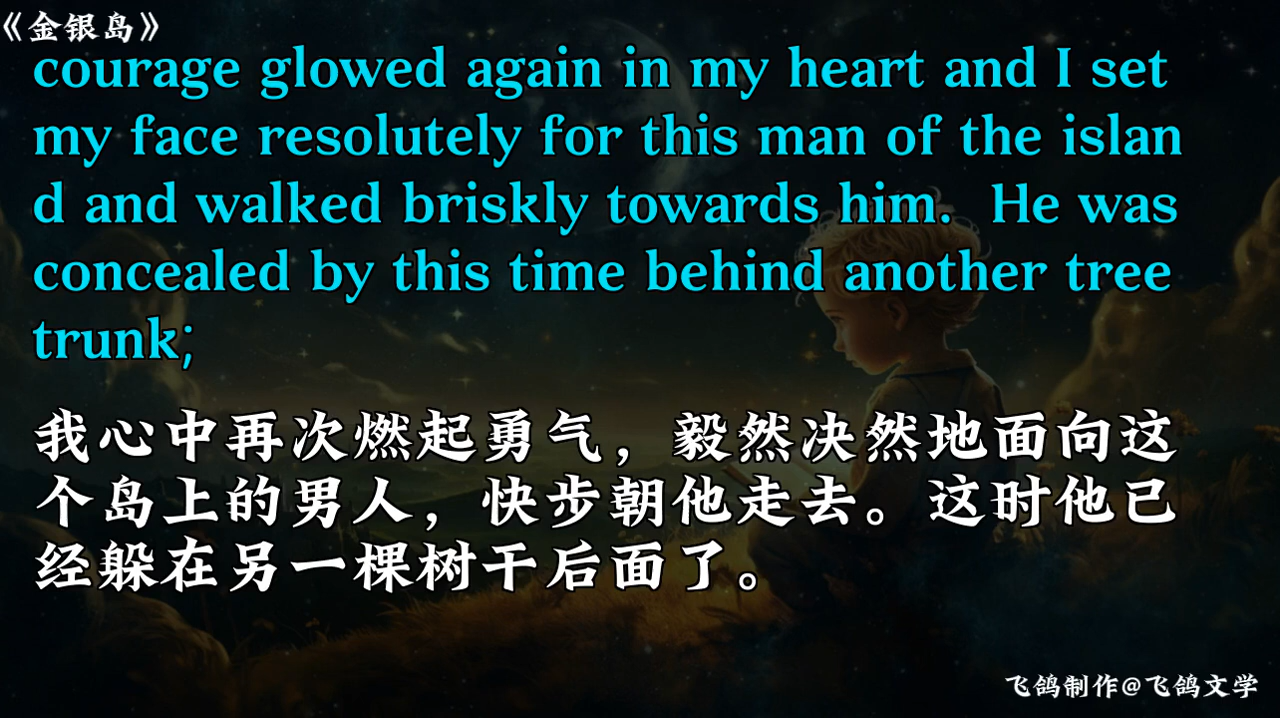 《金银岛》
courage glowed again in my heart and I set
my face resolutely for this man of the islan
d and walked briskly towards him.  He was
concealed by this time behind another tree
trunk;
我心中再次燃起勇气，毅然决然地面向这
个岛上的男人，快步朝他走去。这时他已
经躲在另一棵树干后面了。
飞鸽制作@飞鸽文学